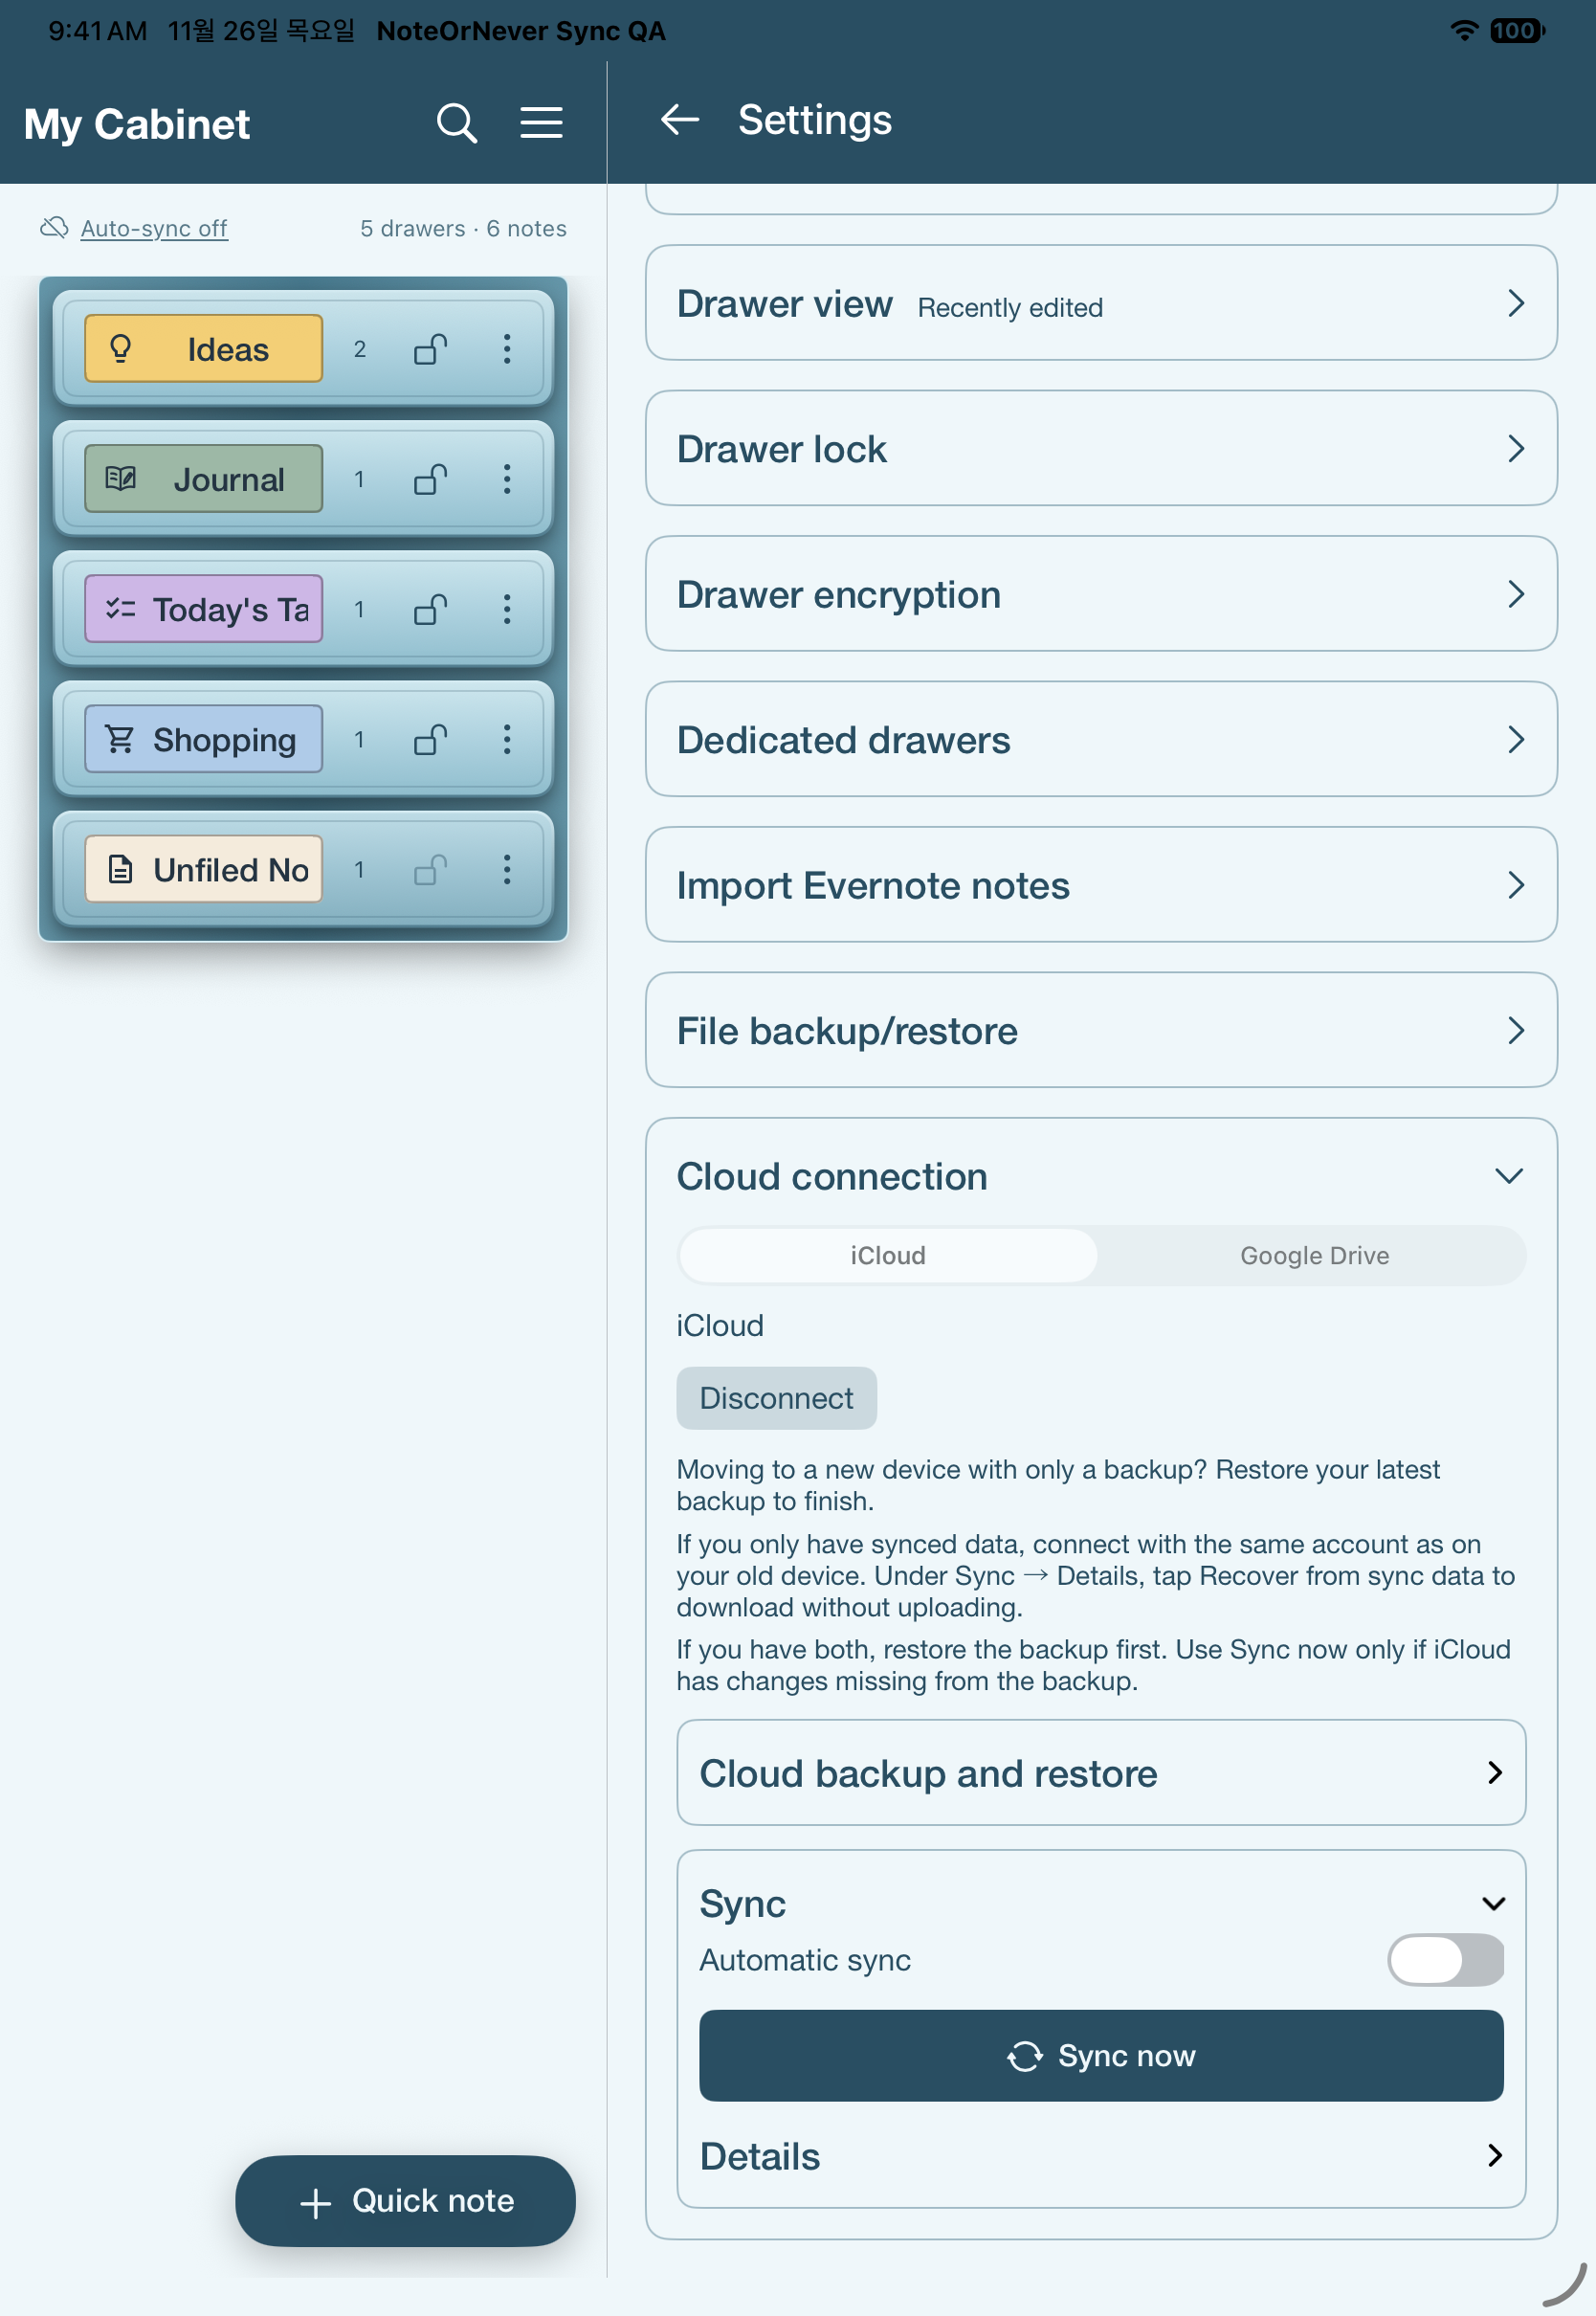 9:41 AM 11월 26일 목요일 NoteOrNever Sync QA
100
My Cabinet
Auto-sync off
5 drawers · 6 notes
Ideas 2
Journal 1
Today's Ta 1
Shopping 1
Unfiled No 1
+ Quick note
Settings
Drawer view Recently edited
Drawer lock
Drawer encryption
Dedicated drawers
Import Evernote notes
File backup/restore
Cloud connection
iCloud
Google Drive
iCloud
Disconnect
Moving to a new device with only a backup? Restore your latest
backup to finish.
If you only have synced data, connect with the same account as on
your old device. Under Sync → Details, tap Recover from sync data to
download without uploading.
If you have both, restore the backup first. Use Sync now only if iCloud
has changes missing from the backup.
Cloud backup and restore
Sync
Automatic sync
Sync now
Details